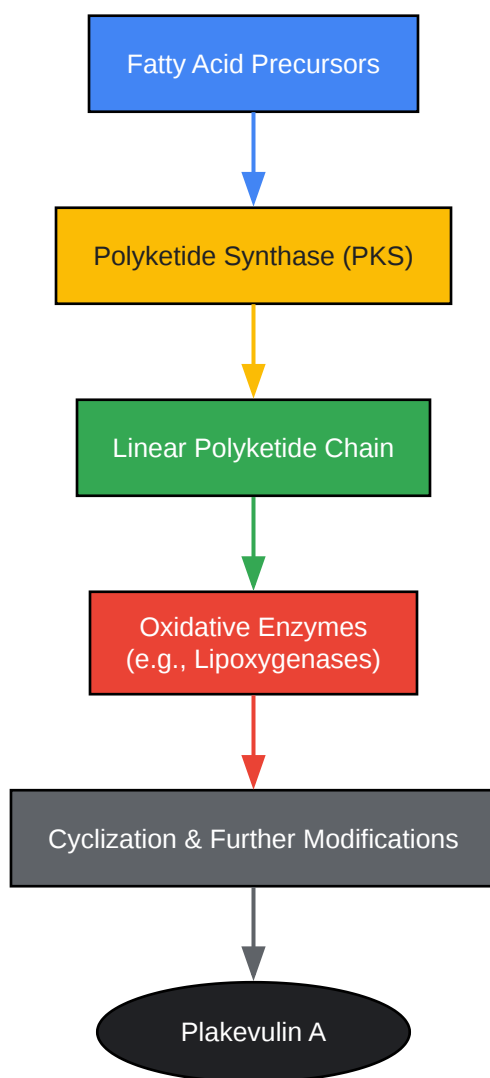 Fatty Acid Precursors
Polyketide Synthase (PKS)
Linear Polyketide Chain
Oxidative Enzymes
(e.g., Lipoxygenases)
Cyclization & Further Modifications
Plakevulin A